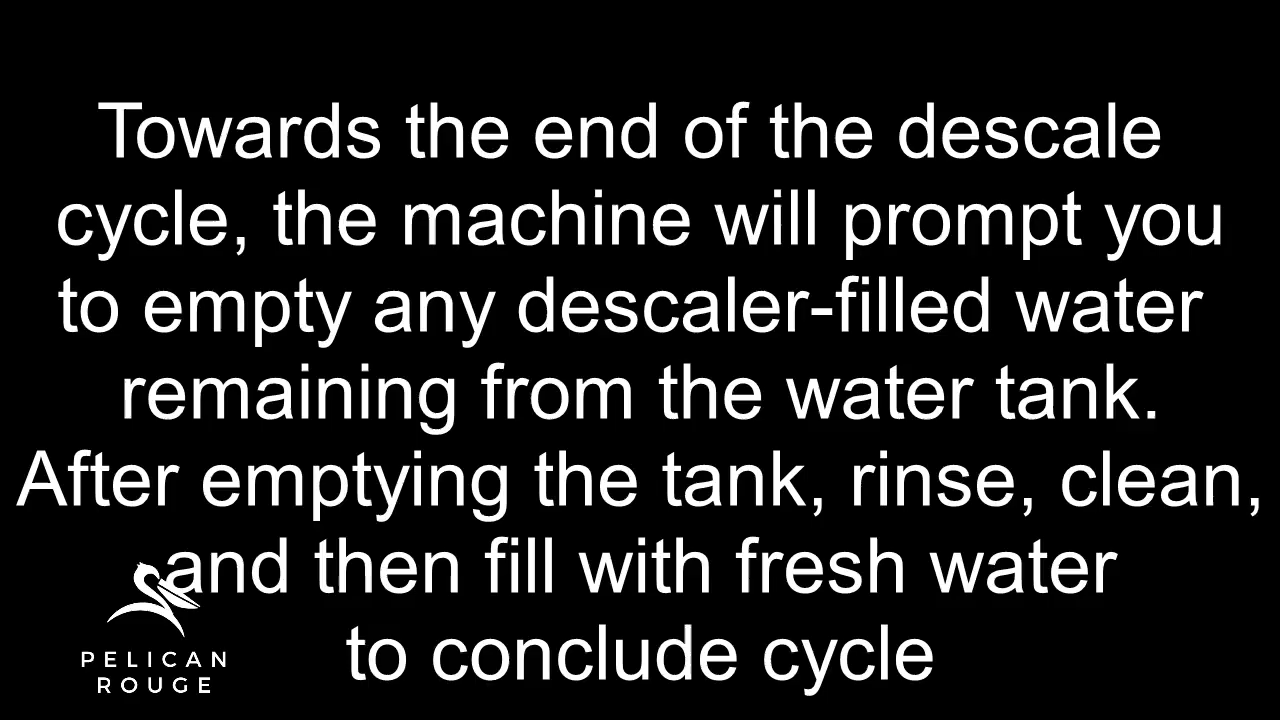 Towards the end of the descale
cycle, the machine will prompt you
to empty any descaler-filled water
remaining from the water tank.
After emptying the tank, rinse, clean,
and then fill with fresh water
to conclude cycle
PELICAN
ROUGE